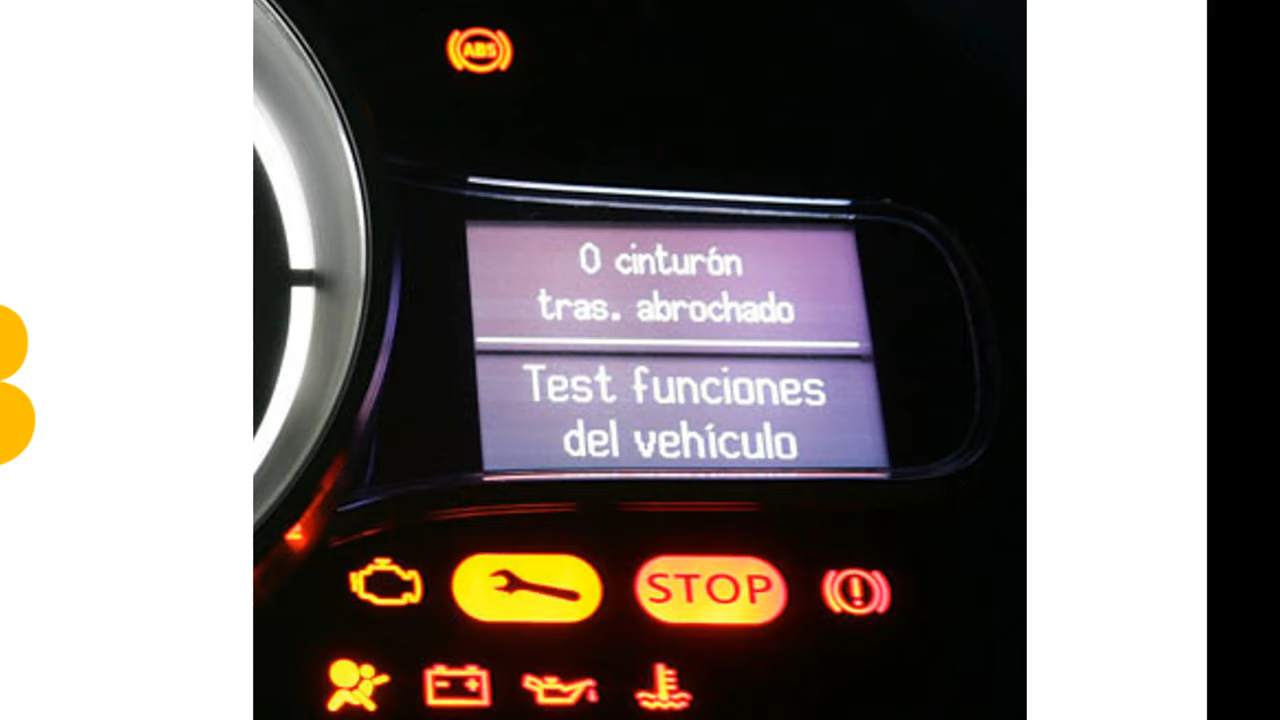 ABS
0 cinturón
tras. abrochado
Test funciones
del vehículo
STOP